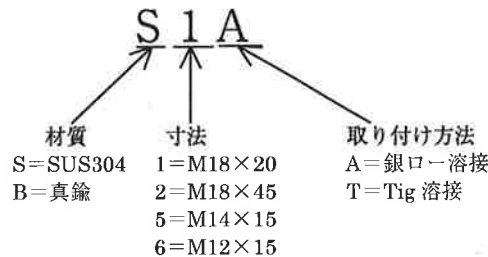 S 1 A
材質 寸法 取り付け方法
S=SUS304 1=M18×20 A=銀ロー溶接
B=真鍮 2=M18×45 T=Tig 溶接
5=M14×15
6=M12×15